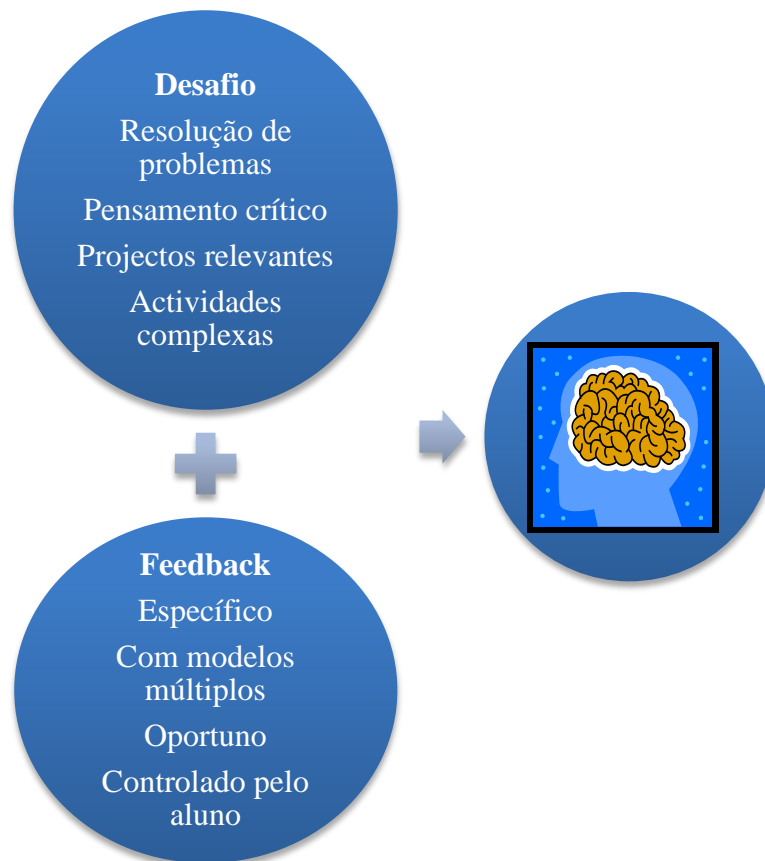 Desafio
Resolução de
problemas
Pensamento crítico
Projectos relevantes
Actividades
complexas
Feedback
Específico
Com modelos
múltiplos
Oportuno
Controlado pelo
aluno